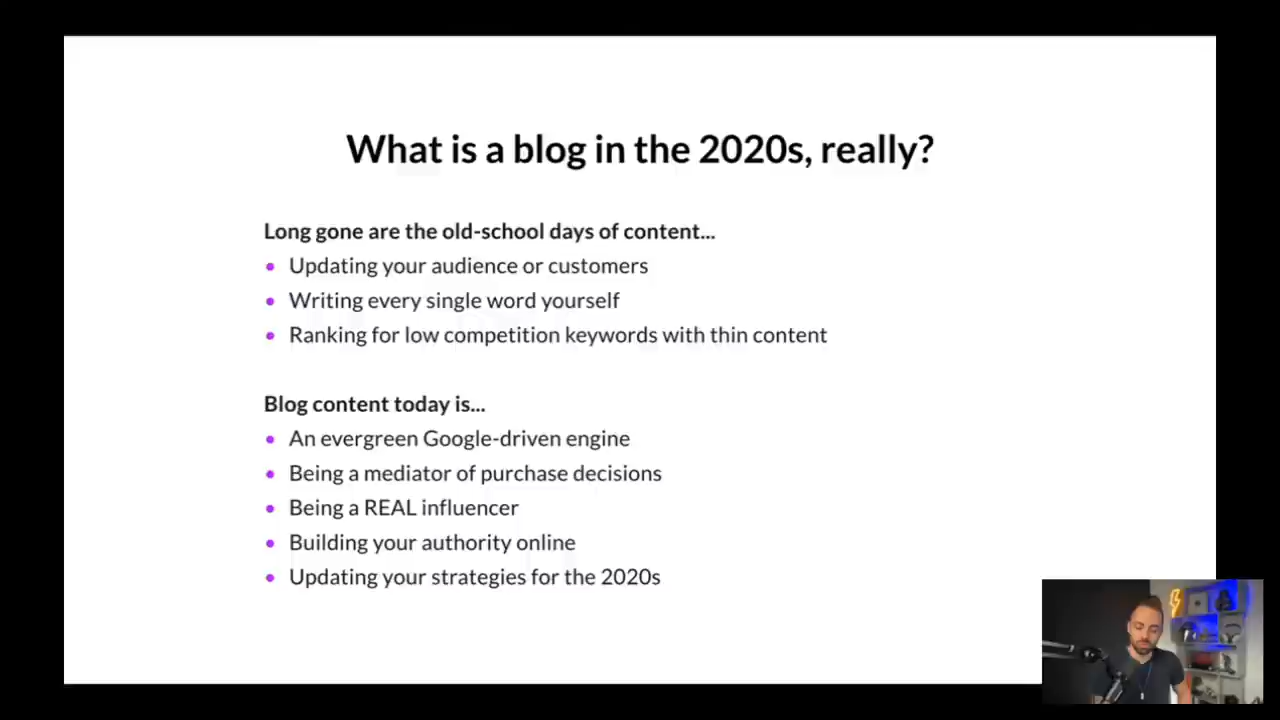 What is a blog in the 2020s, really?
Long gone are the old-school days of content...
Updating your audience or customers
Writing every single word yourself
Ranking for low competition keywords with thin content
Blog content today is...
An evergreen Google-driven engine
Being a mediator of purchase decisions
Being a REAL influencer
Building your authority online
Updating your strategies for the 2020s